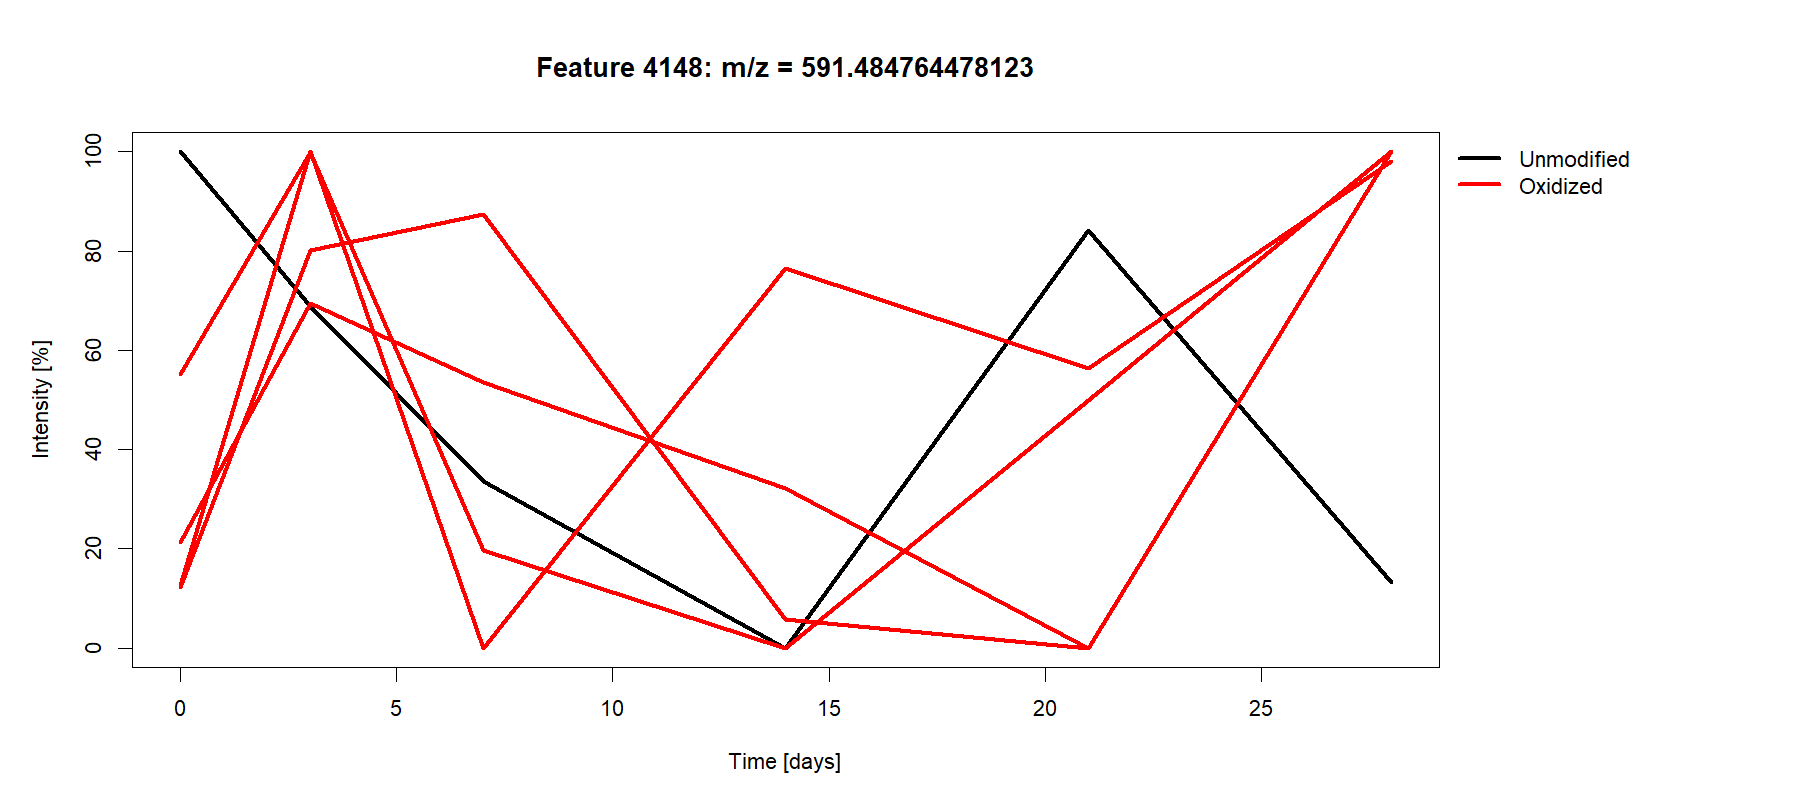 Feature 4148: m/z = 591.484764478123
Unmodified
Oxidized
Intensity [%]
100
80
60
40
20
0
0 5 10 15 20 25
Time [days]